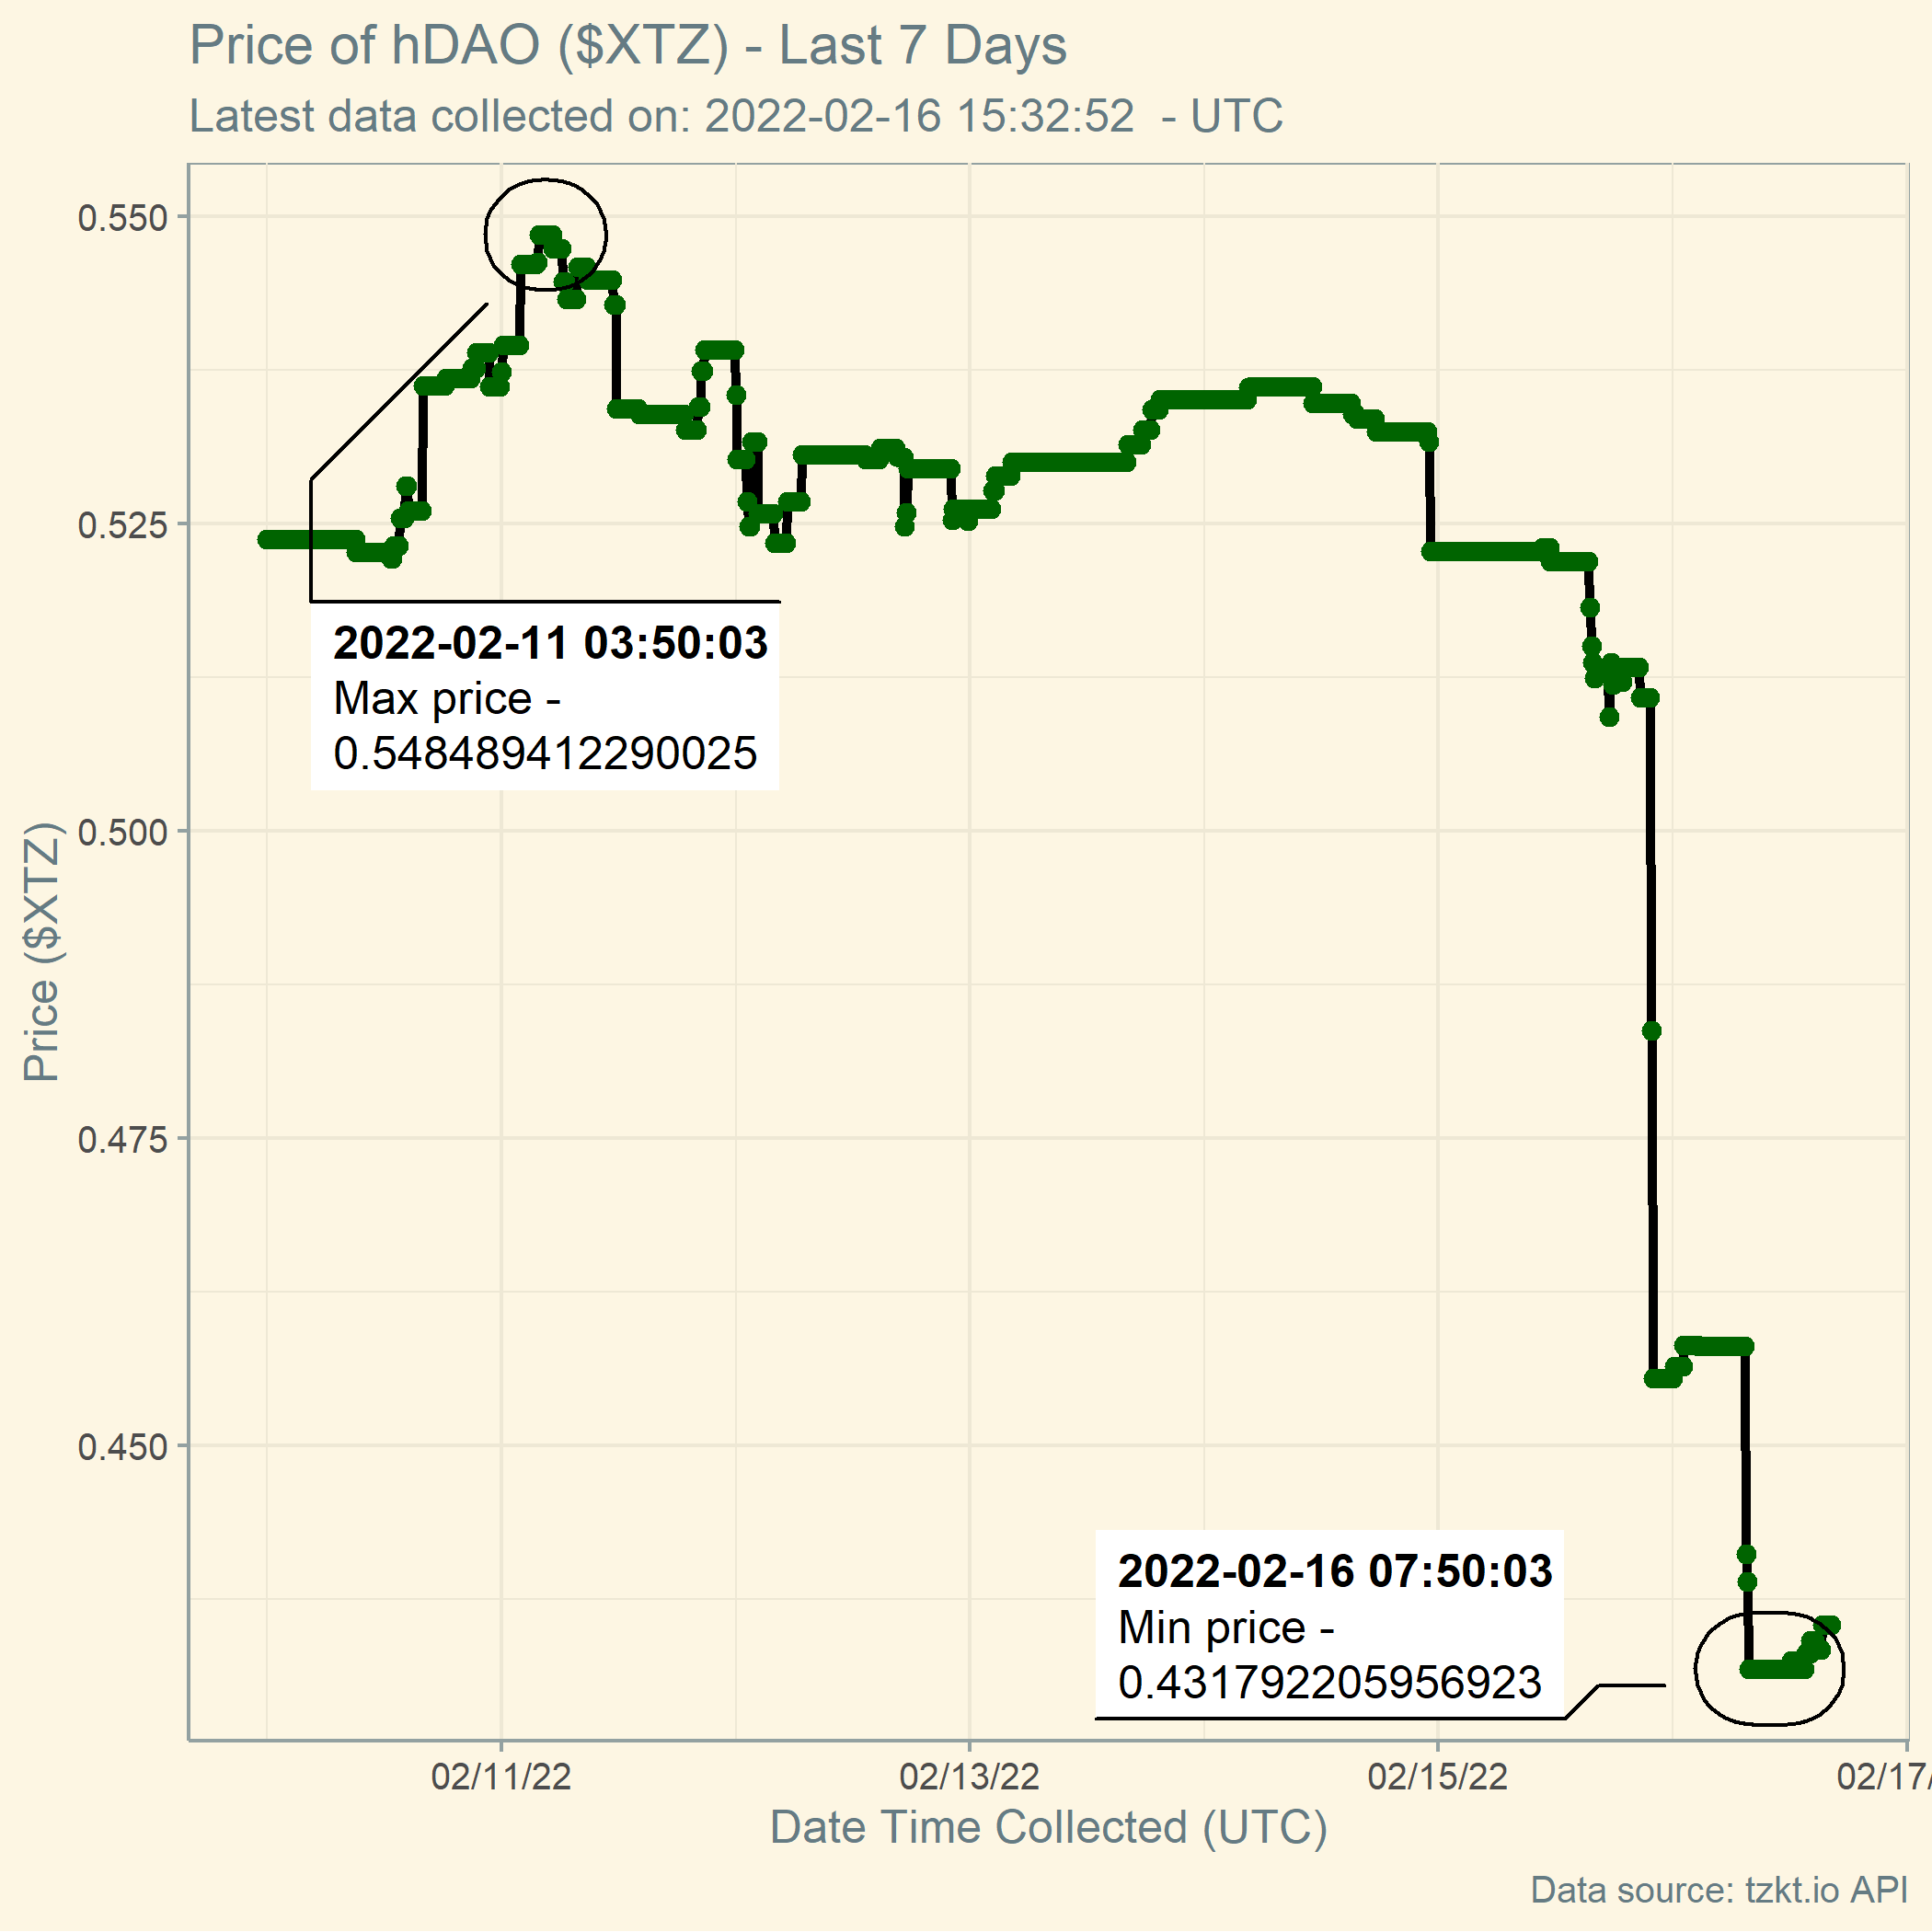 Price of hDAO ($XTZ) - Last 7 Days
Latest data collected on: 2022-02-16 15:32:52 - UTC
0.550
0.525
0.500
0.475
0.450
Price ($XTZ)
2022-02-11 03:50:03
Max price -
0.548489412290025
2022-02-16 07:50:03
Min price -
0.431792205956923
02/11/22
02/13/22
02/15/22
02/17/
Date Time Collected (UTC)
Data source: tzkt.io API